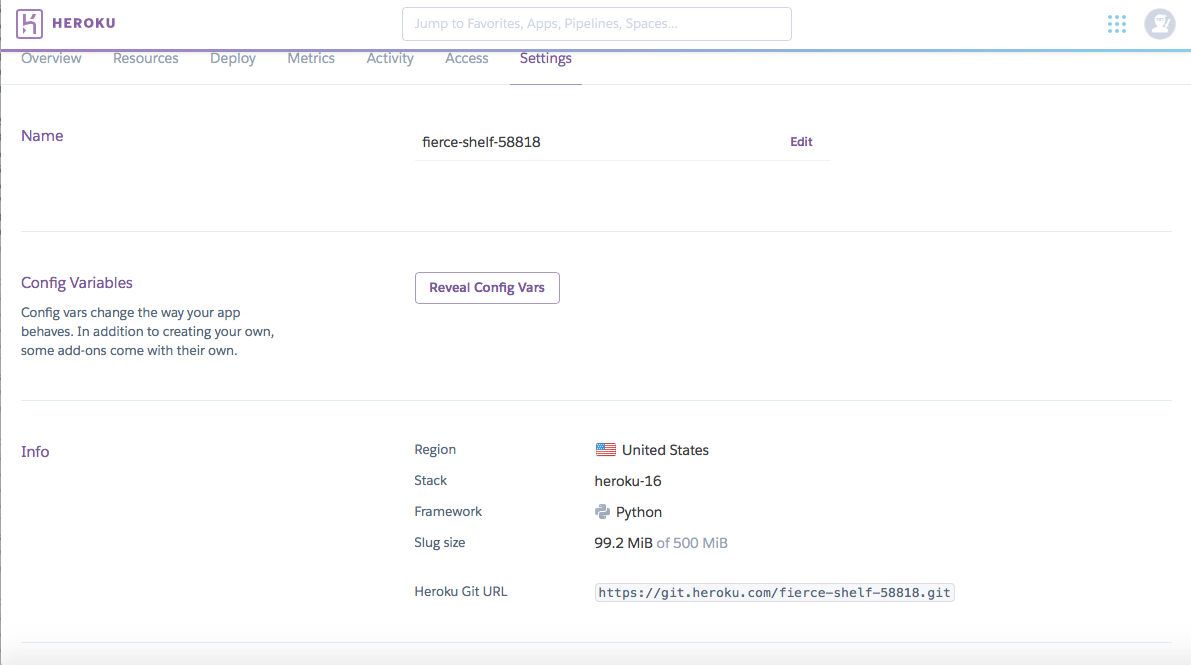 HEROKU
Jump to Favorites, Apps, Pipelines, Spaces...
Overview Resources Deploy Metrics Activity Access Settings
Name
fierce-shelf-58818
Edit
Config Variables
Reveal Config Vars
Config vars change the way your app
behaves. In addition to creating your own,
some add-ons come with their own.
Info
Region United States
Stack heroku-16
Framework Python
Slug size 99.2 MiB of 500 MiB
Heroku Git URL https://git.heroku.com/fierce-shelf-58818.git